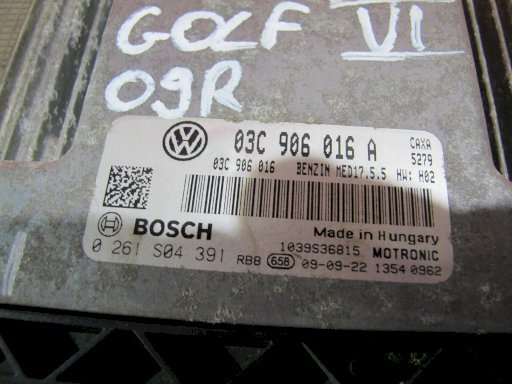 GOLF VI
09R
03C 906 016 A CAXA
5279
03C 906 016 BENZIN MED17.5.5 HW: H02
BOSCH Made in Hungary
1039S36815 MOTRONIC
0 261 S04 391 RB8 658 09-09-22 1354 0962